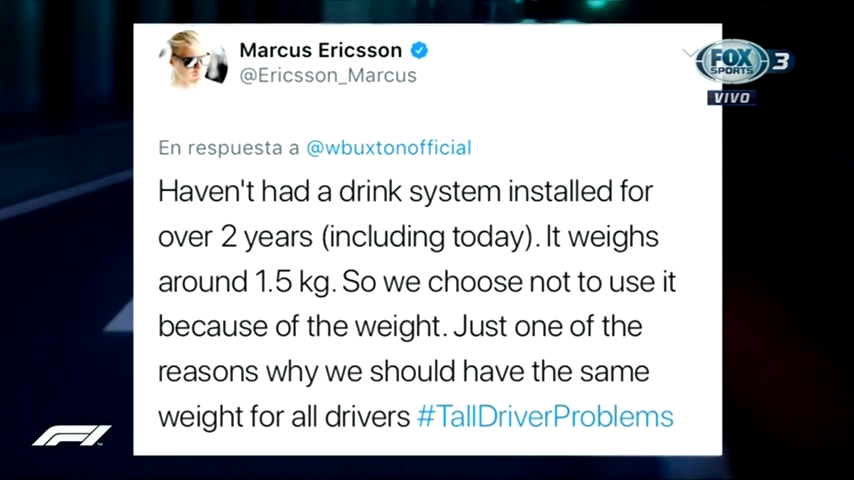 Marcus Ericsson
@Ericsson_Marcus
FOX
SPORTS 3
VIVO
En respuesta a @wbuxtonofficial
Haven't had a drink system installed for
over 2 years (including today). It weighs
around 1.5 kg. So we choose not to use it
because of the weight. Just one of the
reasons why we should have the same
weight for all drivers #TallDriverProblems
F1